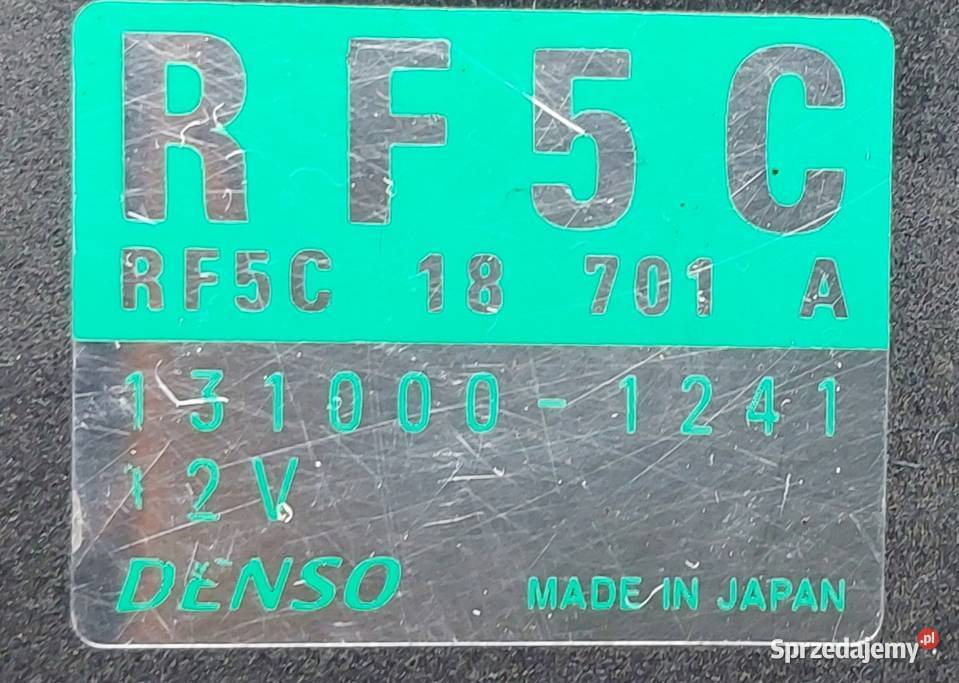 RF5C
RF5C 18 701 A
131000-1241
12V
DENSO MADE IN JAPAN
Sprzedajemy.pl